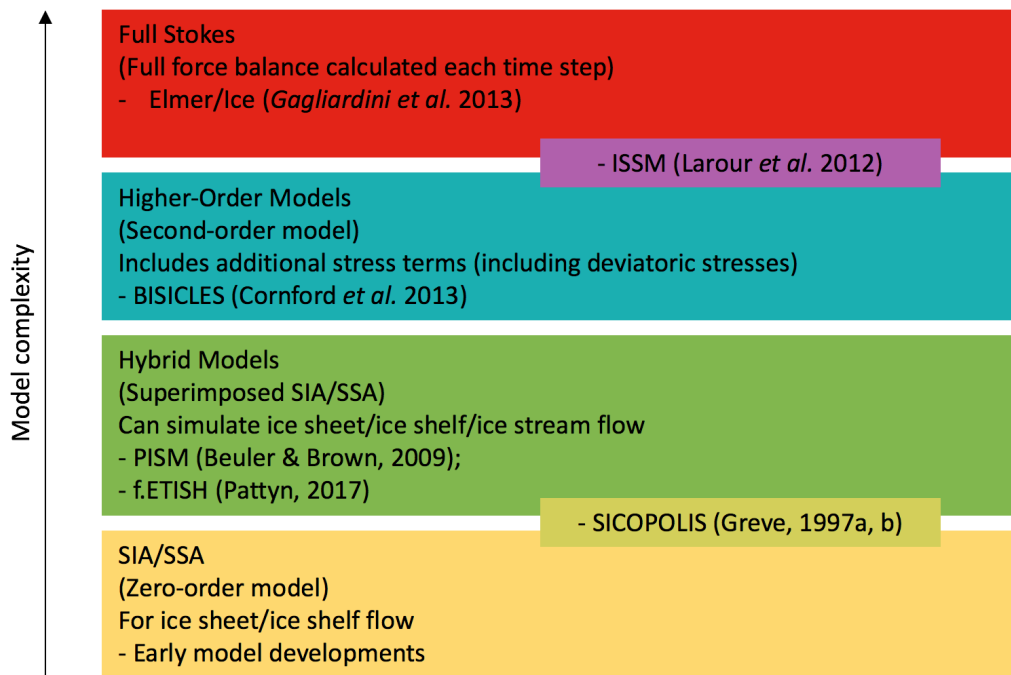 Model complexity
Full Stokes
(Full force balance calculated each time step)
- Elmer/Ice (Gagliardini et al. 2013)
- ISSM (Larour et al. 2012)
Higher-Order Models
(Second-order model)
Includes additional stress terms (including deviatoric stresses)
- BISICLES (Cornford et al. 2013)
Hybrid Models
(Superimposed SIA/SSA)
Can simulate ice sheet/ice shelf/ice stream flow
- PISM (Beuler & Brown, 2009);
- f.ETISH (Pattyn, 2017)
- SICOPOLIS (Greve, 1997a, b)
SIA/SSA
(Zero-order model)
For ice sheet/ice shelf flow
- Early model developments